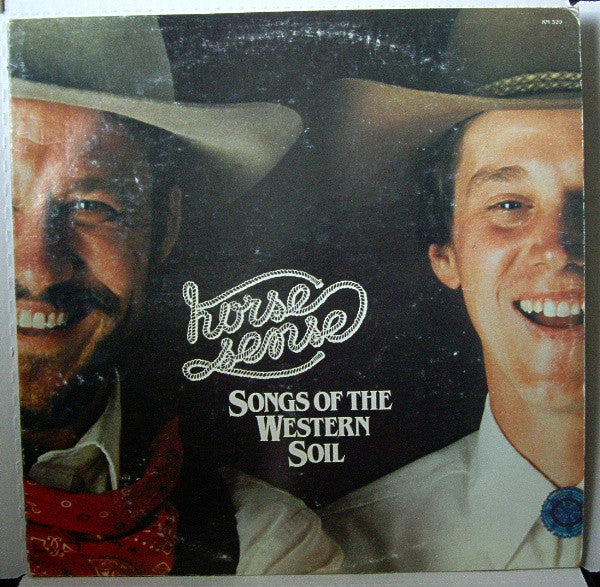 KM 329
horse
sense
SONGS OF THE
WESTERN
SOIL